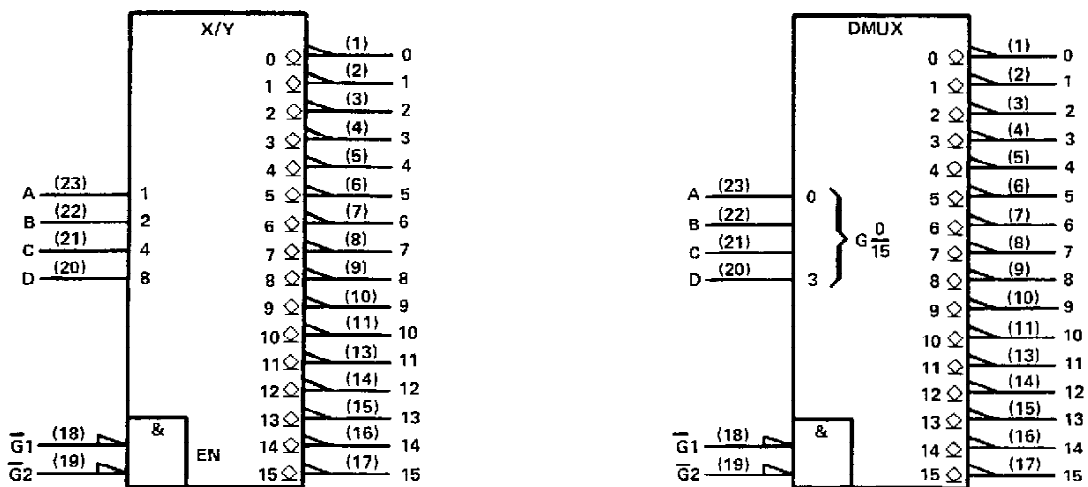 X/Y
0 (1) 0
1 (2) 1
2 (3) 2
3 (4) 3
4 (5) 4
A (23) 1
5 (6) 5
B (22) 2
6 (7) 6
C (21) 4
7 (8) 7
D (20) 8
8 (9) 8
9 (10) 9
10 (11) 10
11 (13) 11
12 (14) 12
13 (15) 13
&
G̅1 (18)
EN
14 (16) 14
G̅2 (19)
15 (17) 15
DMUX
0 (1) 0
1 (2) 1
2 (3) 2
3 (4) 3
4 (5) 4
A (23) 0
5 (6) 5
B (22)
6 (7) 6
G 0/15
C (21)
7 (8) 7
D (20) 3
8 (9) 8
9 (10) 9
10 (11) 10
11 (13) 11
12 (14) 12
13 (15) 13
&
G̅1 (18)
14 (16) 14
G̅2 (19)
15 (17) 15